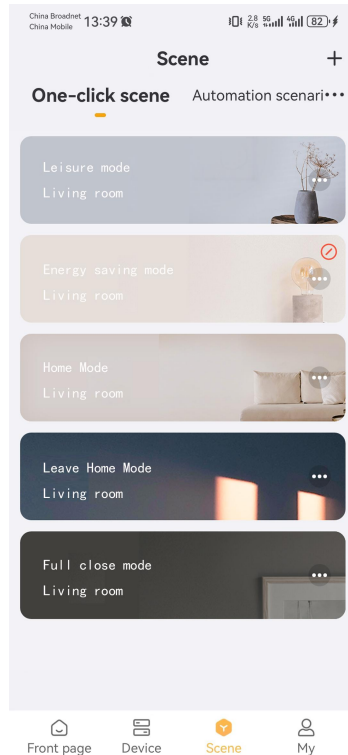 China Broadnet
China Mobile
13:39
2.8 K/s 5G 4G 82
Scene
+
One-click scene Automation scenari•••
Leisure mode
Living room
Energy saving mode
Living room
Home Mode
Living room
Leave Home Mode
Living room
Full close mode
Living room
Front page Device Scene My